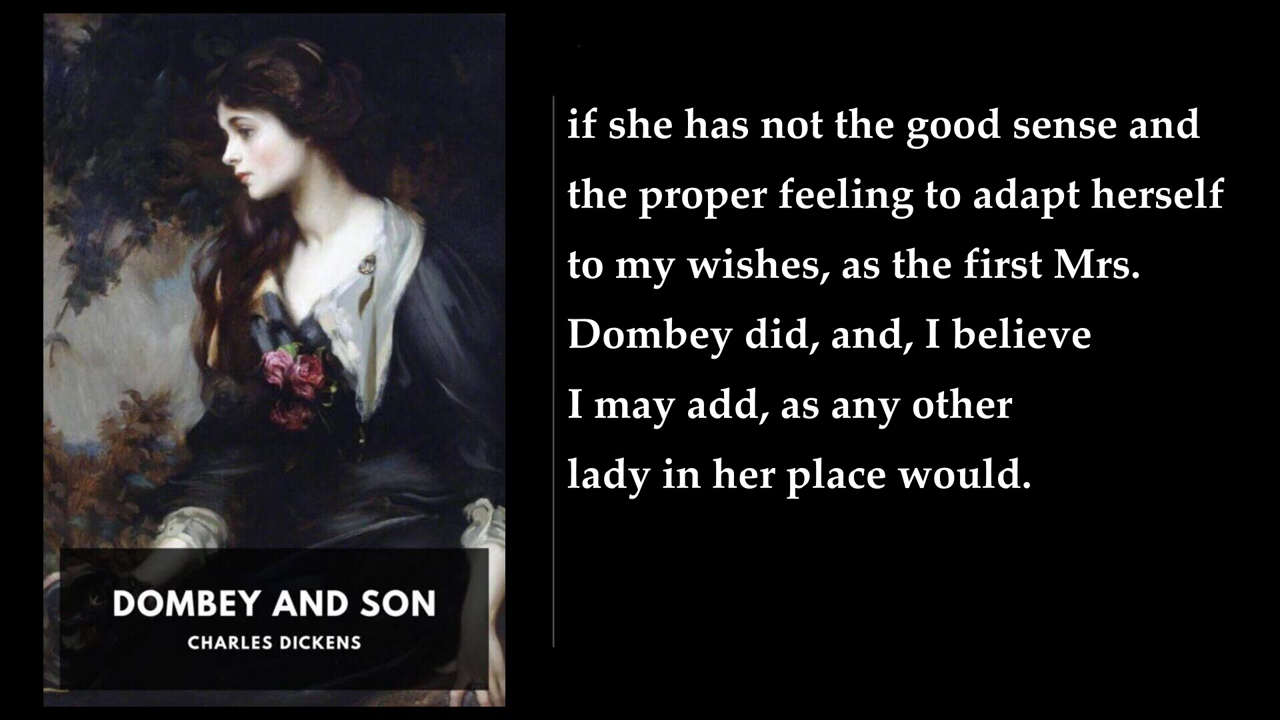 if she has not the good sense and
the proper feeling to adapt herself
to my wishes, as the first Mrs.
Dombey did, and, I believe
I may add, as any other
lady in her place would.
DOMBEY AND SON
CHARLES DICKENS